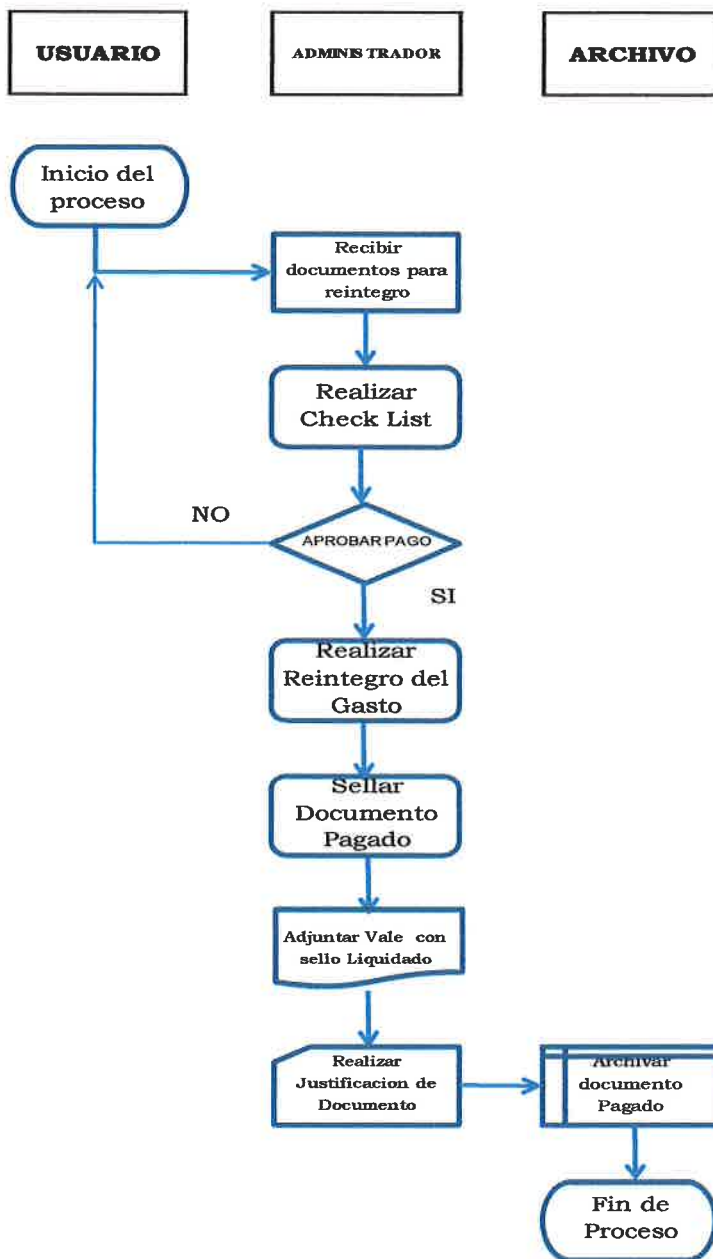 USUARIO
ADMINISTRADOR
ARCHIVO
Inicio del
proceso
Recibir
documentos para
reintegro
Realizar
Check List
NO
APROBAR PAGO
SI
Realizar
Reintegro del
Gasto
Sellar
Documento
Pagado
Adjuntar Vale con
sello Liquidado
Realizar
Justificacion de
Documento
Archivar
documento
Pagado
Fin de
Proceso